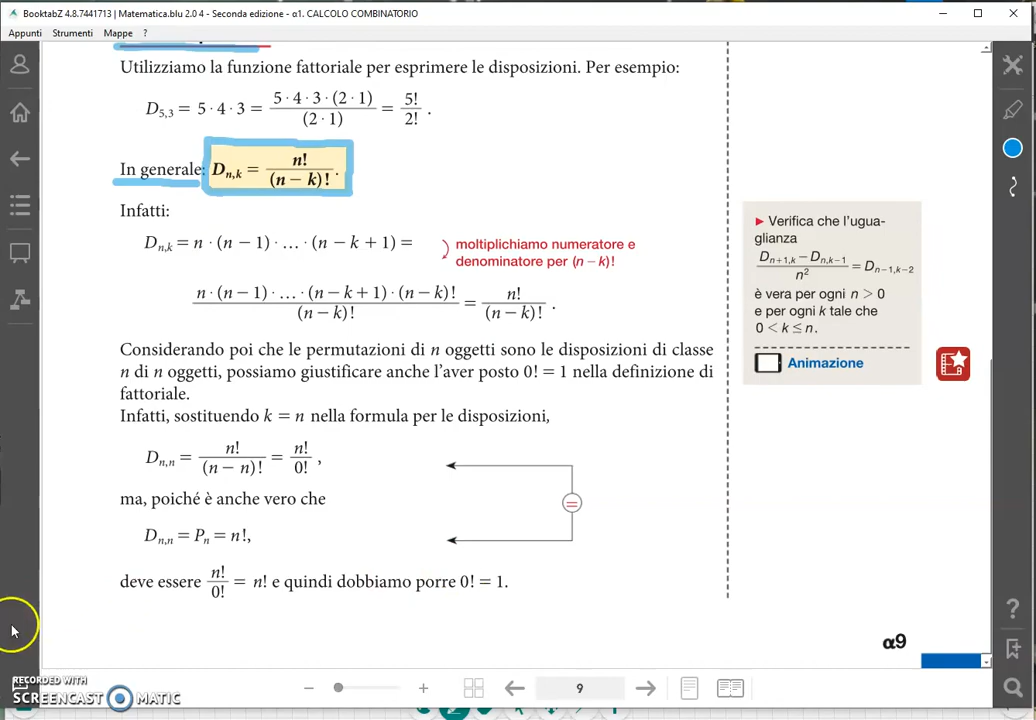 BooktabZ 4.8.7441713 | Matematica.blu 2.0 4 - Seconda edizione - α1. CALCOLO COMBINATORIO
Appunti Strumenti Mappe ?
Utilizziamo la funzione fattoriale per esprimere le disposizioni. Per esempio:
D5,3 = 5 · 4 · 3 = 5 · 4 · 3 · (2 · 1) / (2 · 1) = 5! / 2! .
In generale: Dn,k = n! / (n − k)! .
Infatti:
Dn,k = n · (n − 1) · … · (n − k + 1) =
moltiplichiamo numeratore e
denominatore per (n − k)!
n · (n − 1) · … · (n − k + 1) · (n − k)! / (n − k)! = n! / (n − k)! .
Considerando poi che le permutazioni di n oggetti sono le disposizioni di classe
n di n oggetti, possiamo giustificare anche l'aver posto 0! = 1 nella definizione di
fattoriale.
Infatti, sostituendo k = n nella formula per le disposizioni,
Dn,n = n! / (n − n)! = n! / 0! ,
=
ma, poiché è anche vero che
Dn,n = Pn = n!,
deve essere n! / 0! = n! e quindi dobbiamo porre 0! = 1.
► Verifica che l'ugua-
glianza
Dn+1,k − Dn,k−1 / n² = Dn−1,k−2
è vera per ogni n > 0
e per ogni k tale che
0 < k ≤ n.
Animazione
α9
RECORDED WITH
SCREENCAST MATIC
9
?